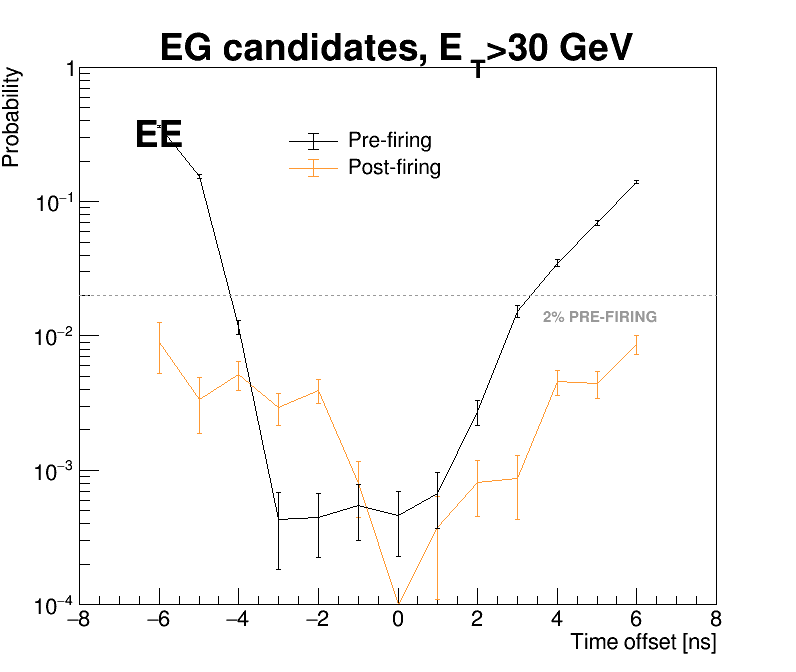 EG candidates, E T>30 GeV
Probability
1
EE
Pre-firing
Post-firing
10−1
2% PRE-FIRING
10−2
10−3
10−4
−8 −6 −4 −2 0 2 4 6 8
Time offset [ns]